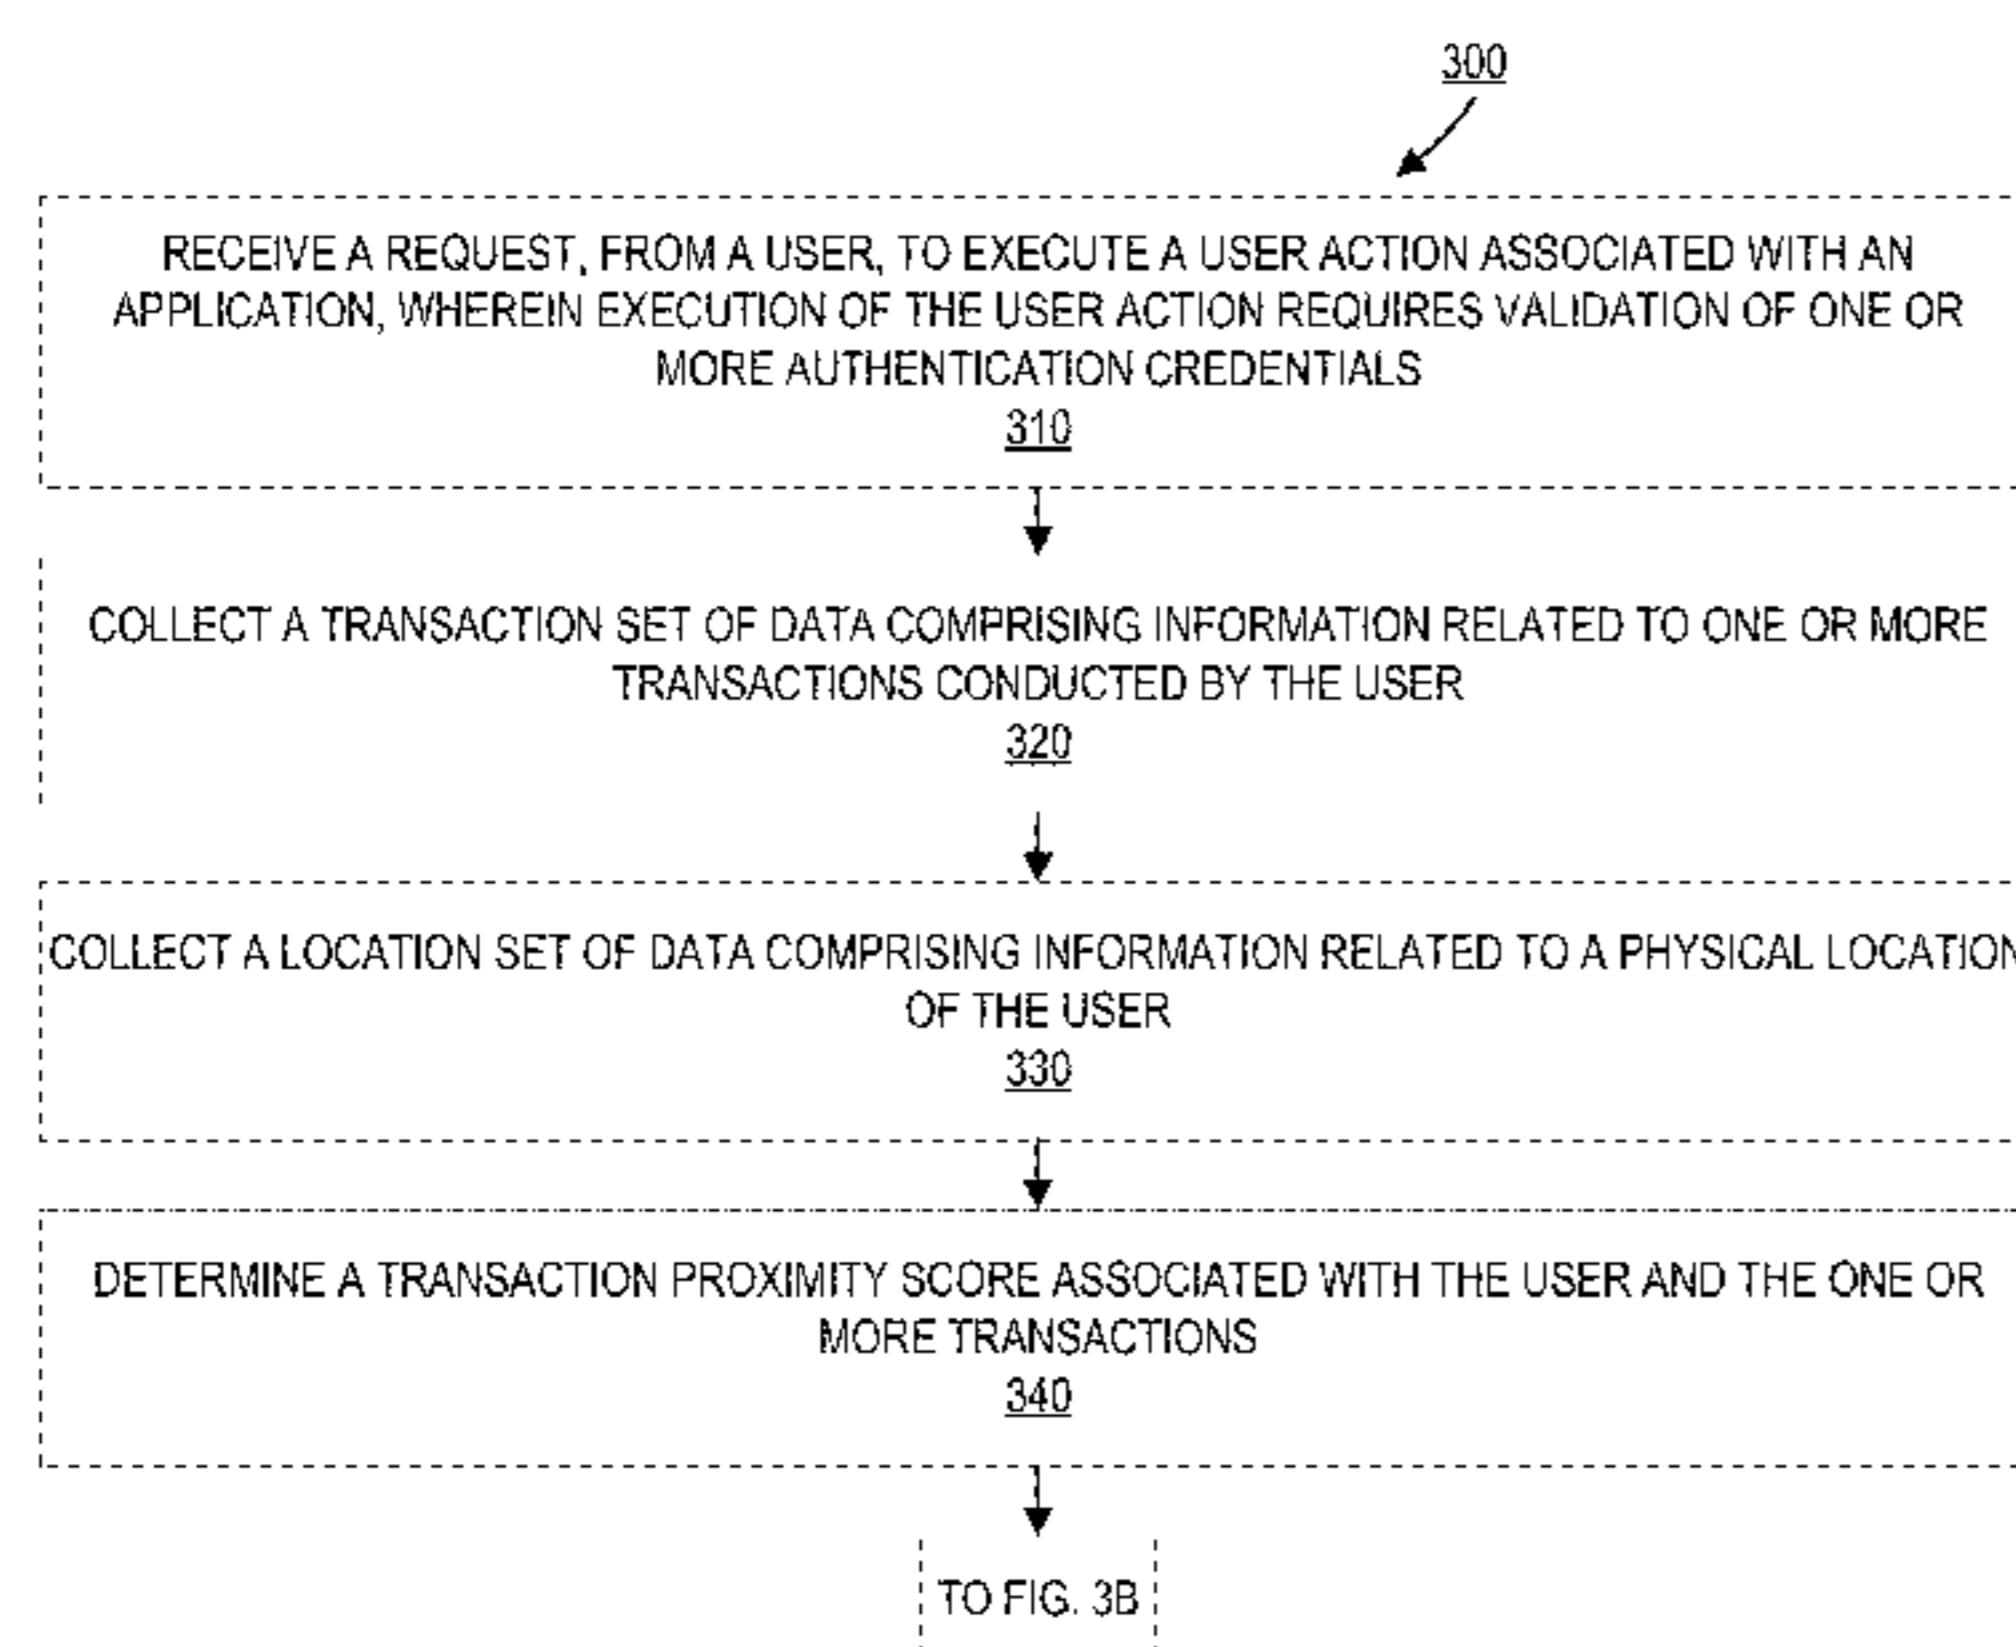 300
RECEIVE A REQUEST, FROM A USER, TO EXECUTE A USER ACTION ASSOCIATED WITH AN
APPLICATION, WHEREIN EXECUTION OF THE USER ACTION REQUIRES VALIDATION OF ONE OR
MORE AUTHENTICATION CREDENTIALS
310
COLLECT A TRANSACTION SET OF DATA COMPRISING INFORMATION RELATED TO ONE OR MORE
TRANSACTIONS CONDUCTED BY THE USER
320
COLLECT A LOCATION SET OF DATA COMPRISING INFORMATION RELATED TO A PHYSICAL LOCATION
OF THE USER
330
DETERMINE A TRANSACTION PROXIMITY SCORE ASSOCIATED WITH THE USER AND THE ONE OR
MORE TRANSACTIONS
340
TO FIG. 3B